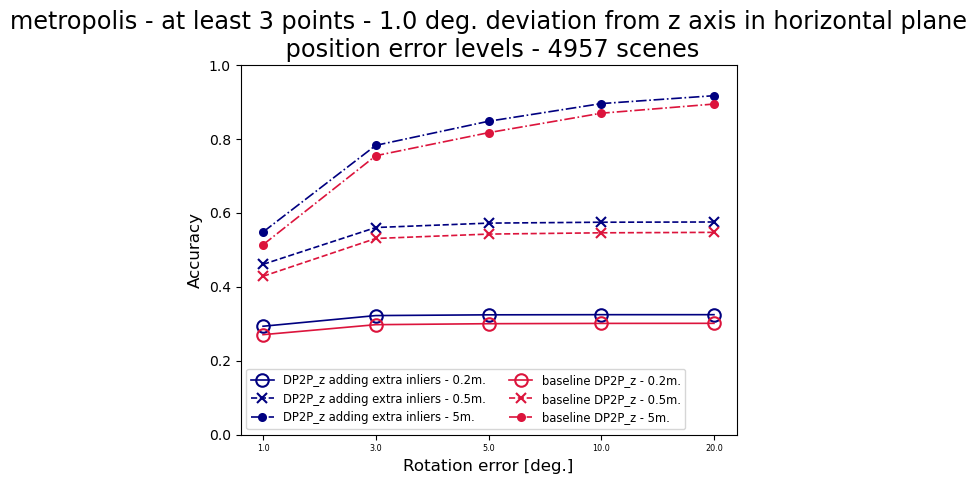 metropolis - at least 3 points - 1.0 deg. deviation from z axis in horizontal plane
position error levels - 4957 scenes
1.0
0.8
0.6
0.4
0.2
0.0
Accuracy
DP2P_z adding extra inliers - 0.2m.
DP2P_z adding extra inliers - 0.5m.
DP2P_z adding extra inliers - 5m.
baseline DP2P_z - 0.2m.
baseline DP2P_z - 0.5m.
baseline DP2P_z - 5m.
1.0 3.0 5.0 10.0 20.0
Rotation error [deg.]